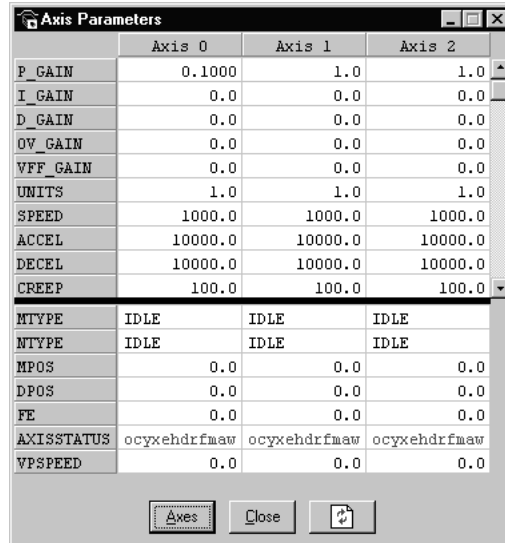 Axis Parameters
Axis 0 Axis 1 Axis 2
P_GAIN 0.1000 1.0 1.0
I_GAIN 0.0 0.0 0.0
D_GAIN 0.0 0.0 0.0
OV_GAIN 0.0 0.0 0.0
VFF_GAIN 0.0 0.0 0.0
UNITS 1.0 1.0 1.0
SPEED 1000.0 1000.0 1000.0
ACCEL 10000.0 10000.0 10000.0
DECEL 10000.0 10000.0 10000.0
CREEP 100.0 100.0 100.0
MTYPE IDLE IDLE IDLE
NTYPE IDLE IDLE IDLE
MPOS 0.0 0.0 0.0
DPOS 0.0 0.0 0.0
FE 0.0 0.0 0.0
AXISSTATUS ocyxehdrfmaw ocyxehdrfmaw ocyxehdrfmaw
VPSPEED 0.0 0.0 0.0
Axes Close